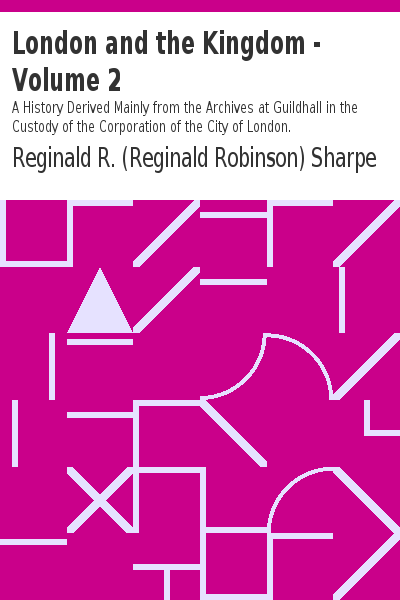 London and the Kingdom -
Volume 2
A History Derived Mainly from the Archives at Guildhall in the
Custody of the Corporation of the City of London.
Reginald R. (Reginald Robinson) Sharpe